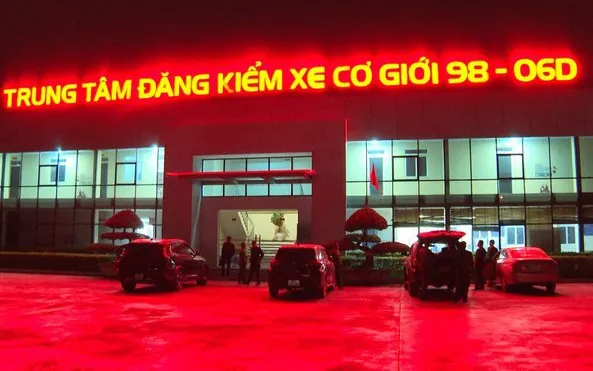 TRUNG TÂM ĐĂNG KIỂM XE CƠ GIỚI 98 - 06D